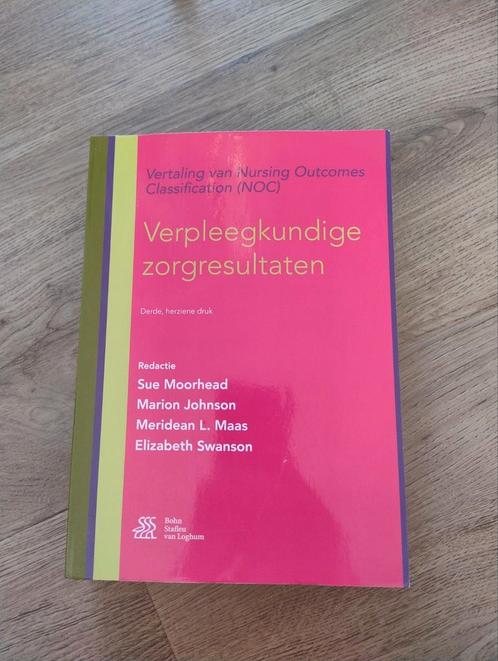 Vertaling van Nursing Outcomes
Classification (NOC)
Verpleegkundige
zorgresultaten
Derde, herziene druk
Redactie
Sue Moorhead
Marion Johnson
Meridean L. Maas
Elizabeth Swanson
Bohn
Stafleu
van Loghum